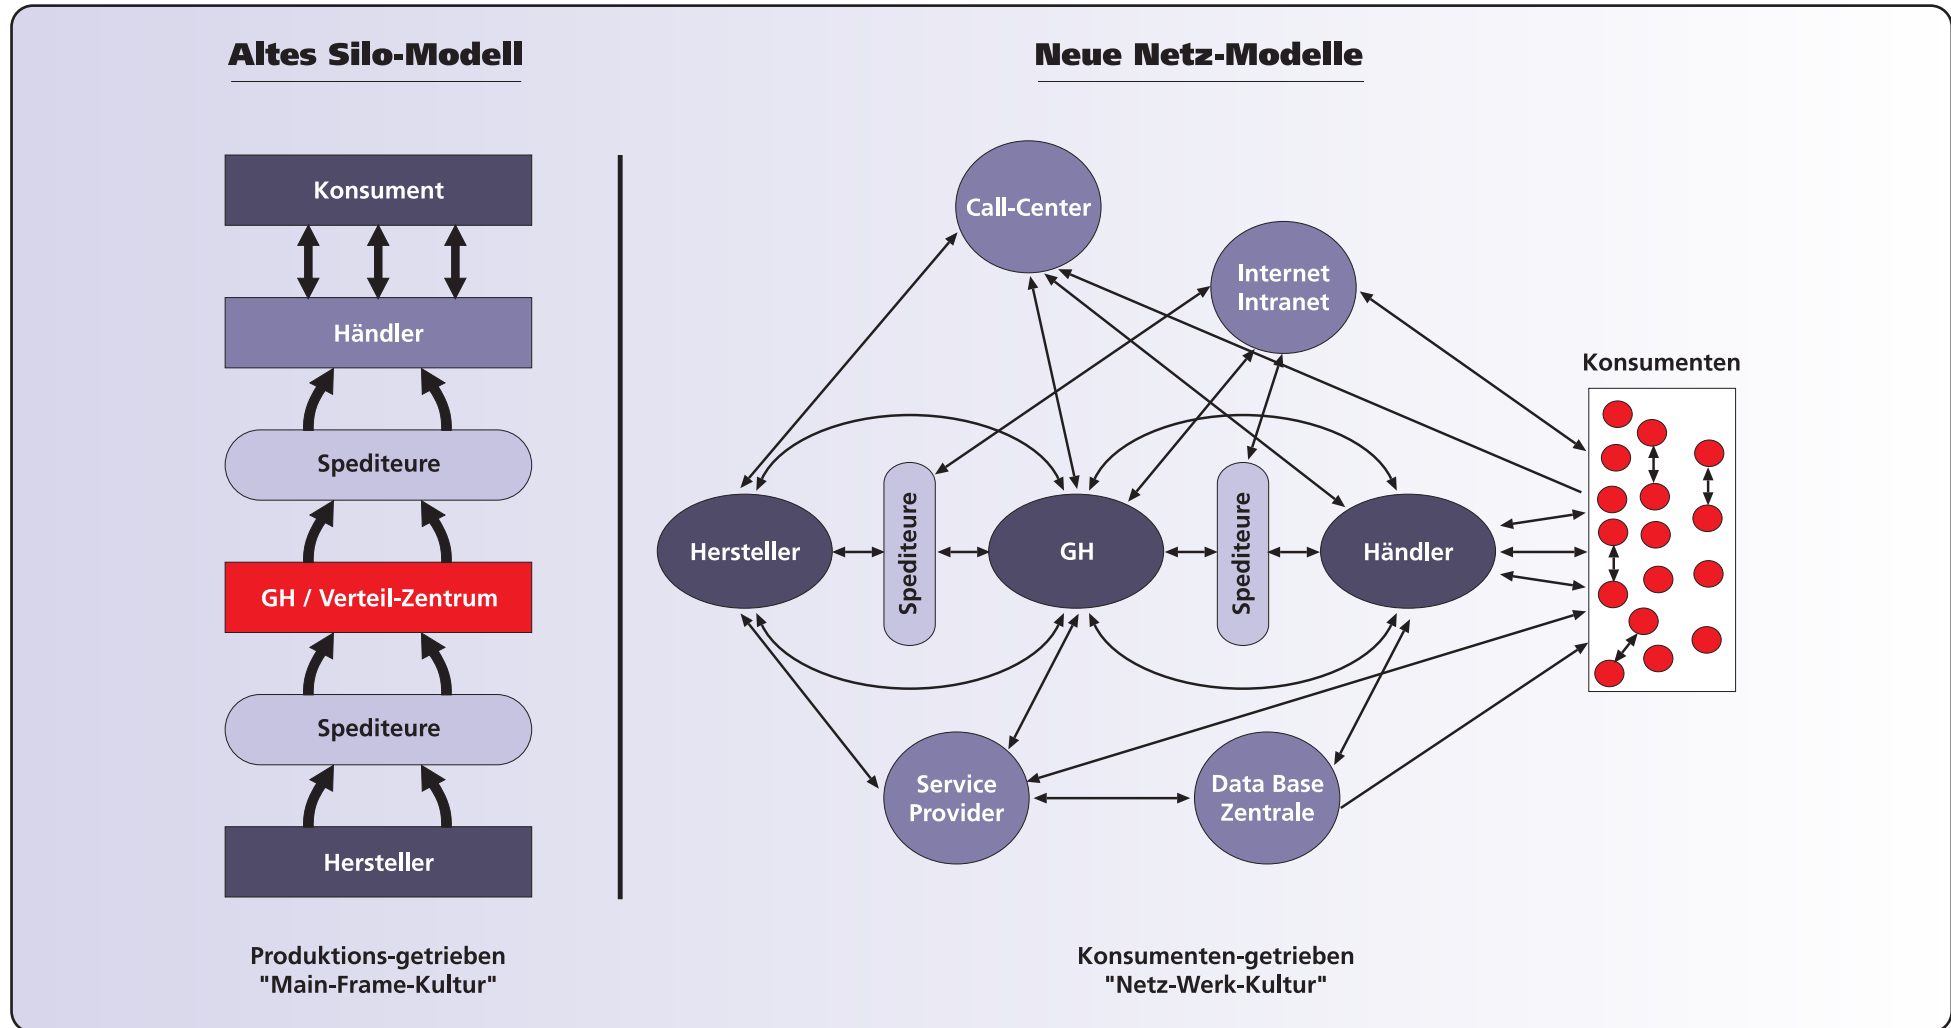 Altes Silo-Modell
Konsument
Händler
Spediteure
GH / Verteil-Zentrum
Spediteure
Hersteller
Produktions-getrieben
"Main-Frame-Kultur"
Neue Netz-Modelle
Call-Center
Internet
Intranet
Konsumenten
Hersteller
Spediteure
GH
Spediteure
Händler
Service
Provider
Data Base
Zentrale
Konsumenten-getrieben
"Netz-Werk-Kultur"